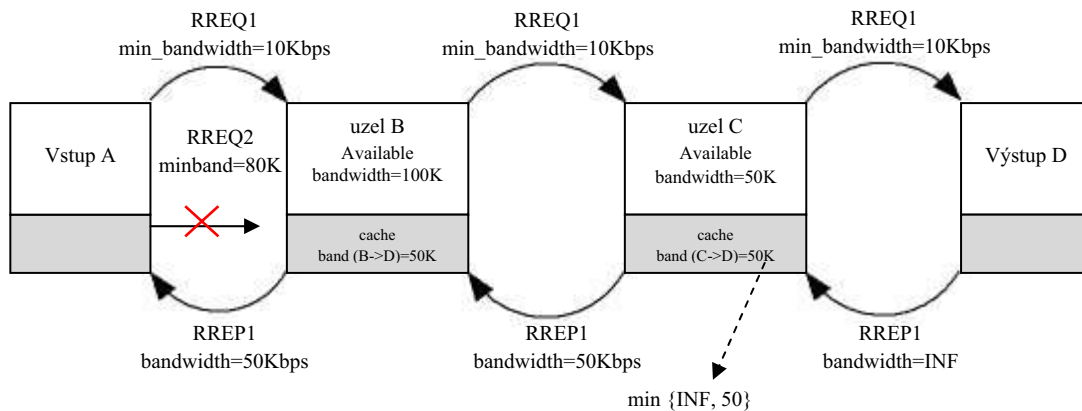 RREQ1
min_bandwidth=10Kbps
RREQ1
min_bandwidth=10Kbps
RREQ1
min_bandwidth=10Kbps
Vstup A
RREQ2
minband=80K
uzel B
Available
bandwidth=100K
uzel C
Available
bandwidth=50K
Výstup D
cache
band (B->D)=50K
cache
band (C->D)=50K
RREP1
bandwidth=50Kbps
RREP1
bandwidth=50Kbps
RREP1
bandwidth=INF
min {INF, 50}